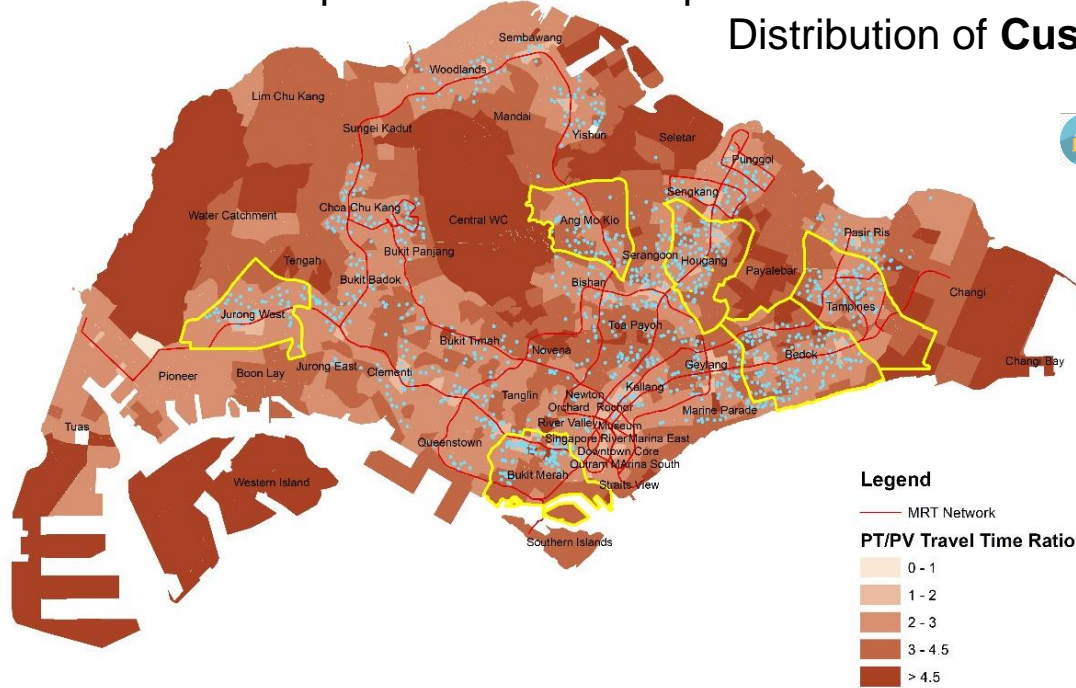 Distribution of Cus
Sembawang
Woodlands
Lim Chu Kang
Mandai
Sungei Kadut
Yishun
Seletar
Punggol
Sengkang
Water Catchment
Choa Chu Kang
Central WC
Ang Mo Kio
Pasir Ris
Serangoon
Hougang
Bukit Panjang
Tengah
Payalebar
Bukit Badok
Bishan
Changi
Tampines
Jurong West
Toa Payoh
Bukit Timah
Novena
Bedok
Changi Bay
Geylang
Jurong East
Clementi
Boon Lay
Pioneer
Kallang
Tanglin
Newton
Orchard
Rochor
Marine Parade
River Valley
Museum
Tuas
Singapore River
Marina East
Queenstown
Downtown Core
Outram
MArina South
Bukit Merah
Straits View
Western Island
Southern Islands
Legend
MRT Network
PT/PV Travel Time Ratio
0 - 1
1 - 2
2 - 3
3 - 4.5
> 4.5